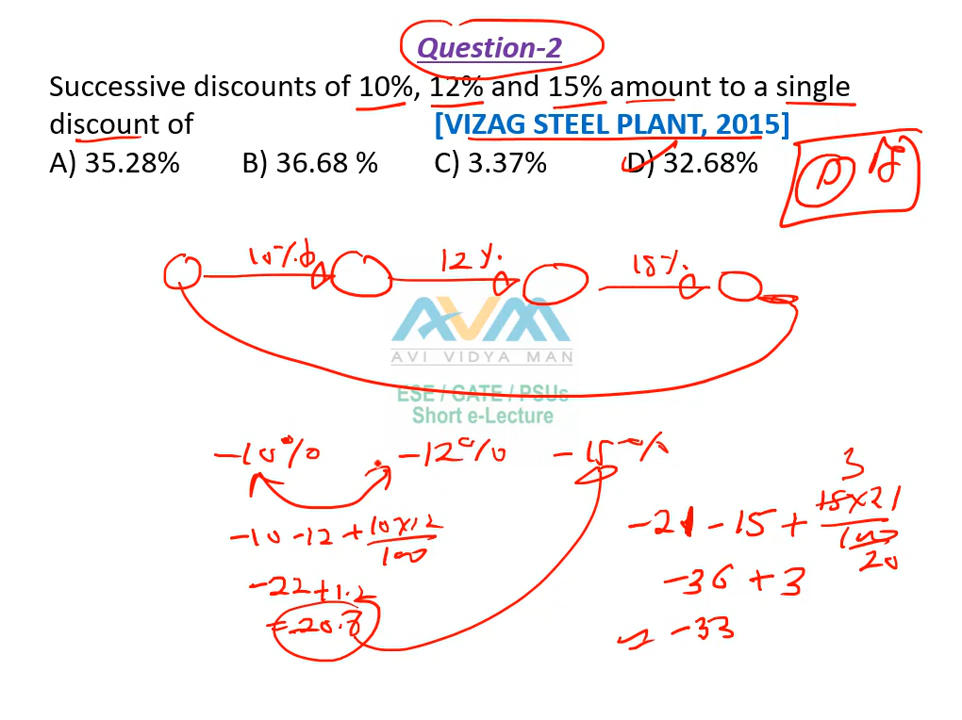 Question-2
Successive discounts of 10%, 12% and 15% amount to a single
discount of [VIZAG STEEL PLANT, 2015]
A) 35.28% B) 36.68 % C) 3.37% D) 32.68%
D
10%
12%
15%
AVM
AVI VIDYA MAN
ESE / GATE / PSUs
Short e-Lecture
-10% -12% -15%
-10 -12 + 10×12/100
-22+1.2
= -20.8
3
-21 -15 + 15×21/100
20
-36 + 3
-33